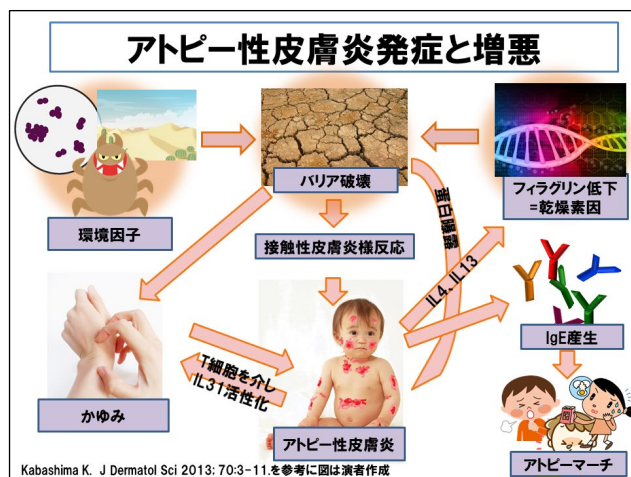 アトピー性皮膚炎発症と増悪
環境因子
バリア破壊
フィラグリン低下
=乾燥素因
接触性皮膚炎様反応
蛋白曝露
IL4、IL13
IgE産生
T細胞を介し
IL31活性化
かゆみ
アトピー性皮膚炎
アトピーマーチ
Kabashima K. J Dermatol Sci 2013; 70:3-11.を参考に図は演者作成